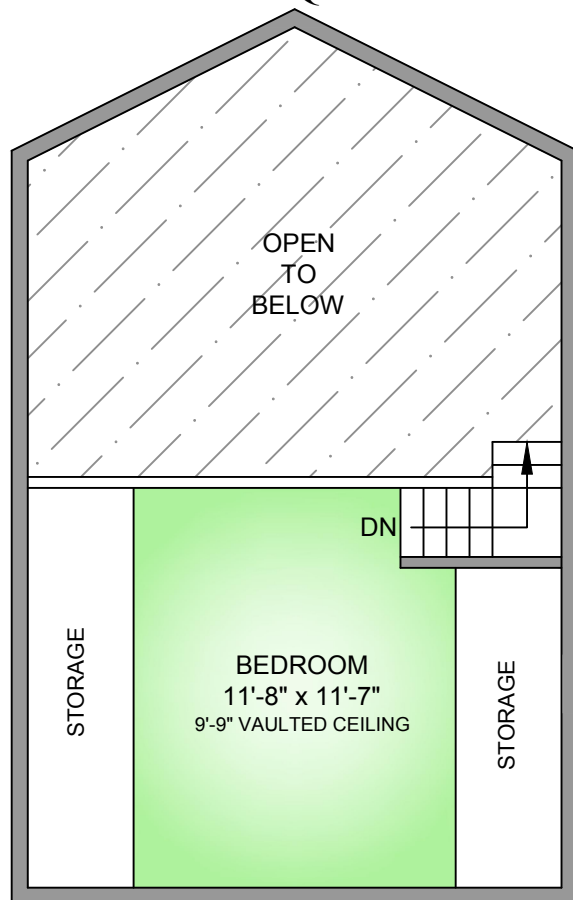 OPEN
TO
BELOW
DN
STORAGE
BEDROOM
11'-8" x 11'-7"
9'-9" VAULTED CEILING
STORAGE